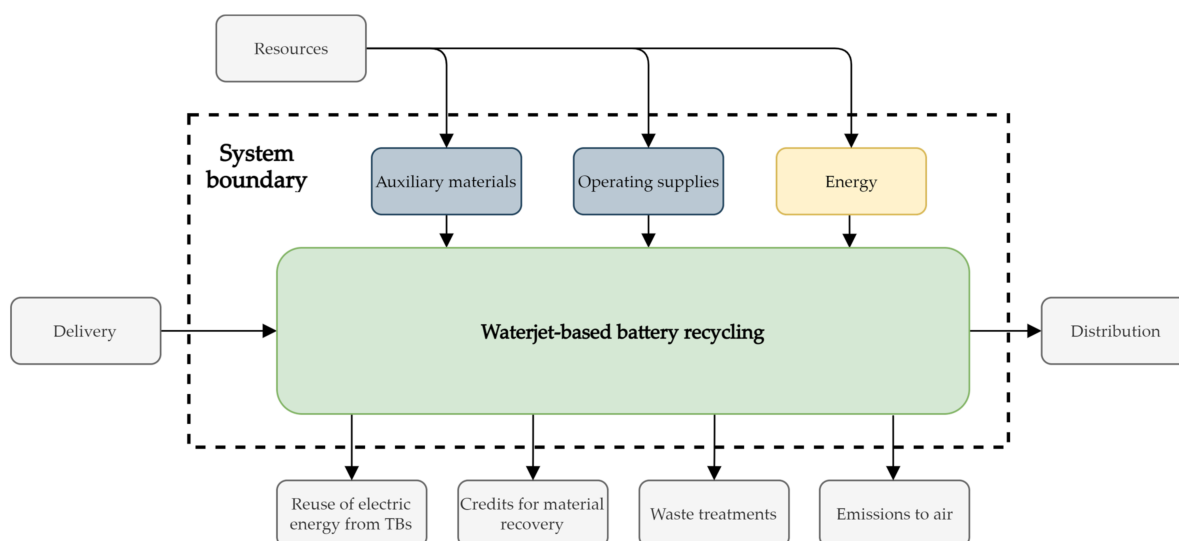 Resources
System
boundary
Auxiliary materials
Operating supplies
Energy
Delivery
Waterjet-based battery recycling
Distribution
Reuse of electric
energy from TBs
Credits for material
recovery
Waste treatments
Emissions to air